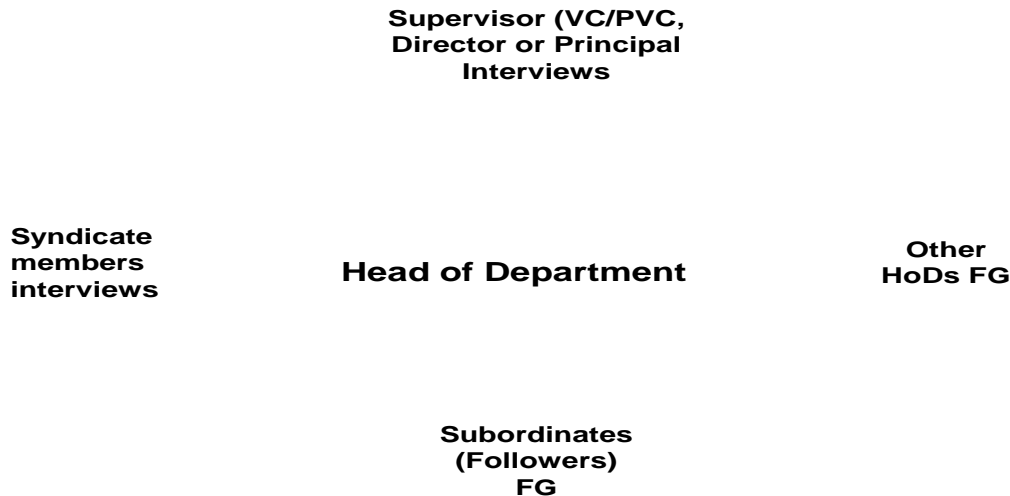 Supervisor (VC/PVC,
Director or Principal
Interviews
Syndicate
members
interviews
Head of Department
Other
HoDs FG
Subordinates
(Followers)
FG